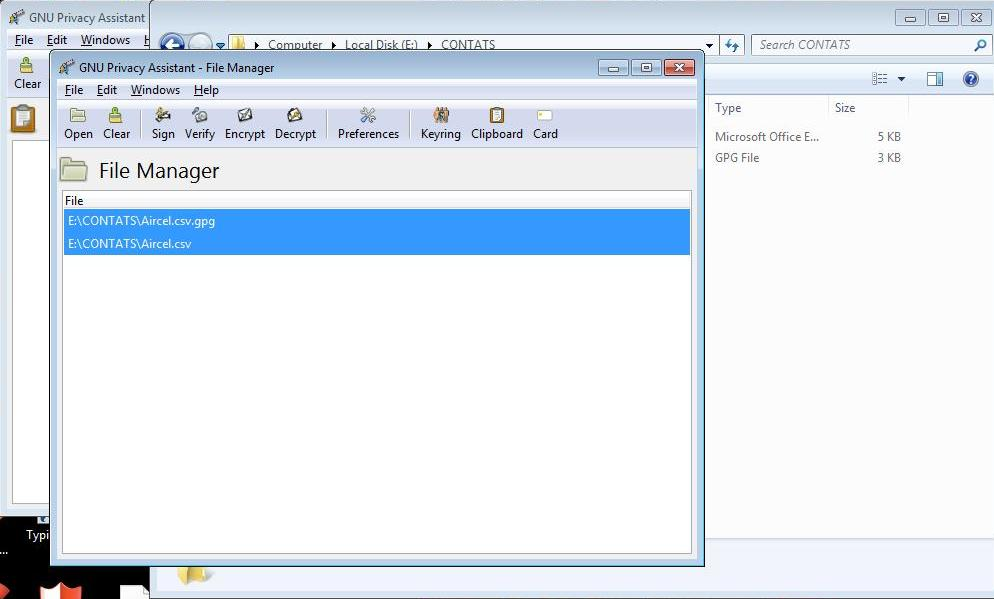 GNU Privacy Assistant
File Edit Windows H
Clear
Computer Local Disk (E:) CONTATS
Search CONTATS
Type Size
Microsoft Office E... 5 KB
GPG File 3 KB
GNU Privacy Assistant - File Manager
File Edit Windows Help
Open Clear Sign Verify Encrypt Decrypt Preferences Keyring Clipboard Card
File Manager
File
E:\CONTATS\Aircel.csv.gpg
E:\CONTATS\Aircel.csv
Typi
...